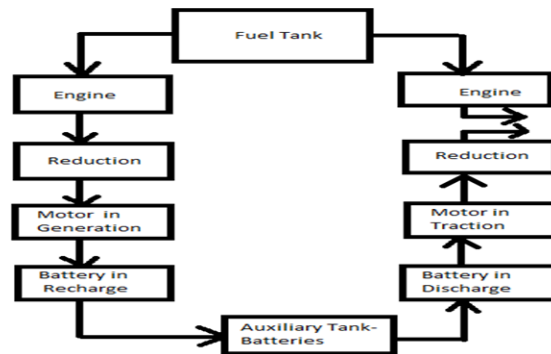 Fuel Tank
Engine
Reduction
Motor in
Generation
Battery in
Recharge
Auxiliary Tank-
Batteries
Engine
Reduction
Motor in
Traction
Battery in
Discharge